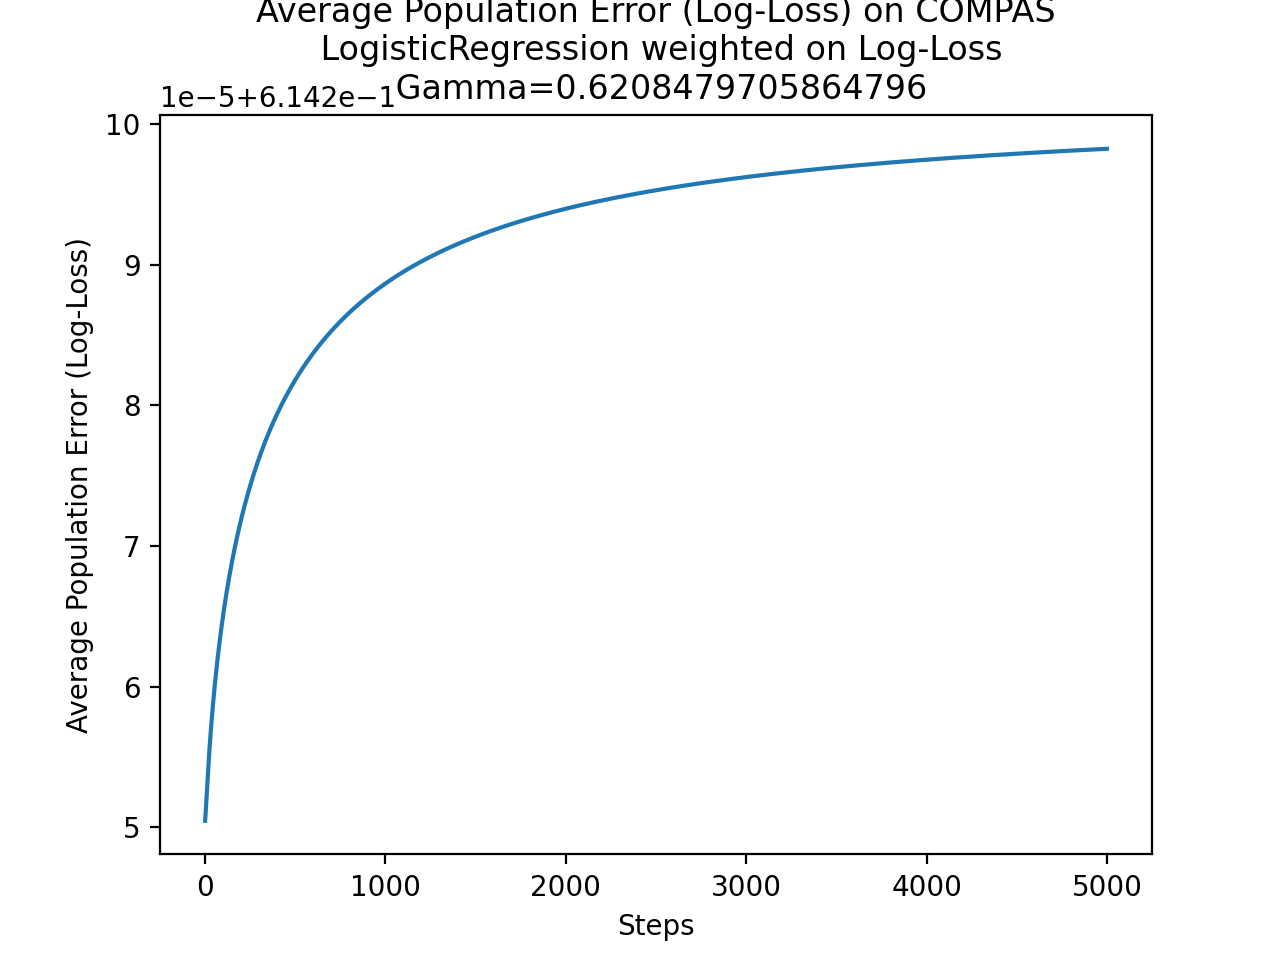 Average Population Error (Log-Loss) on COMPAS
LogisticRegression weighted on Log-Loss
Gamma=0.6208479705864796
1e−5+6.142e−1
10
9
8
7
6
5
Average Population Error (Log-Loss)
0 1000 2000 3000 4000 5000
Steps